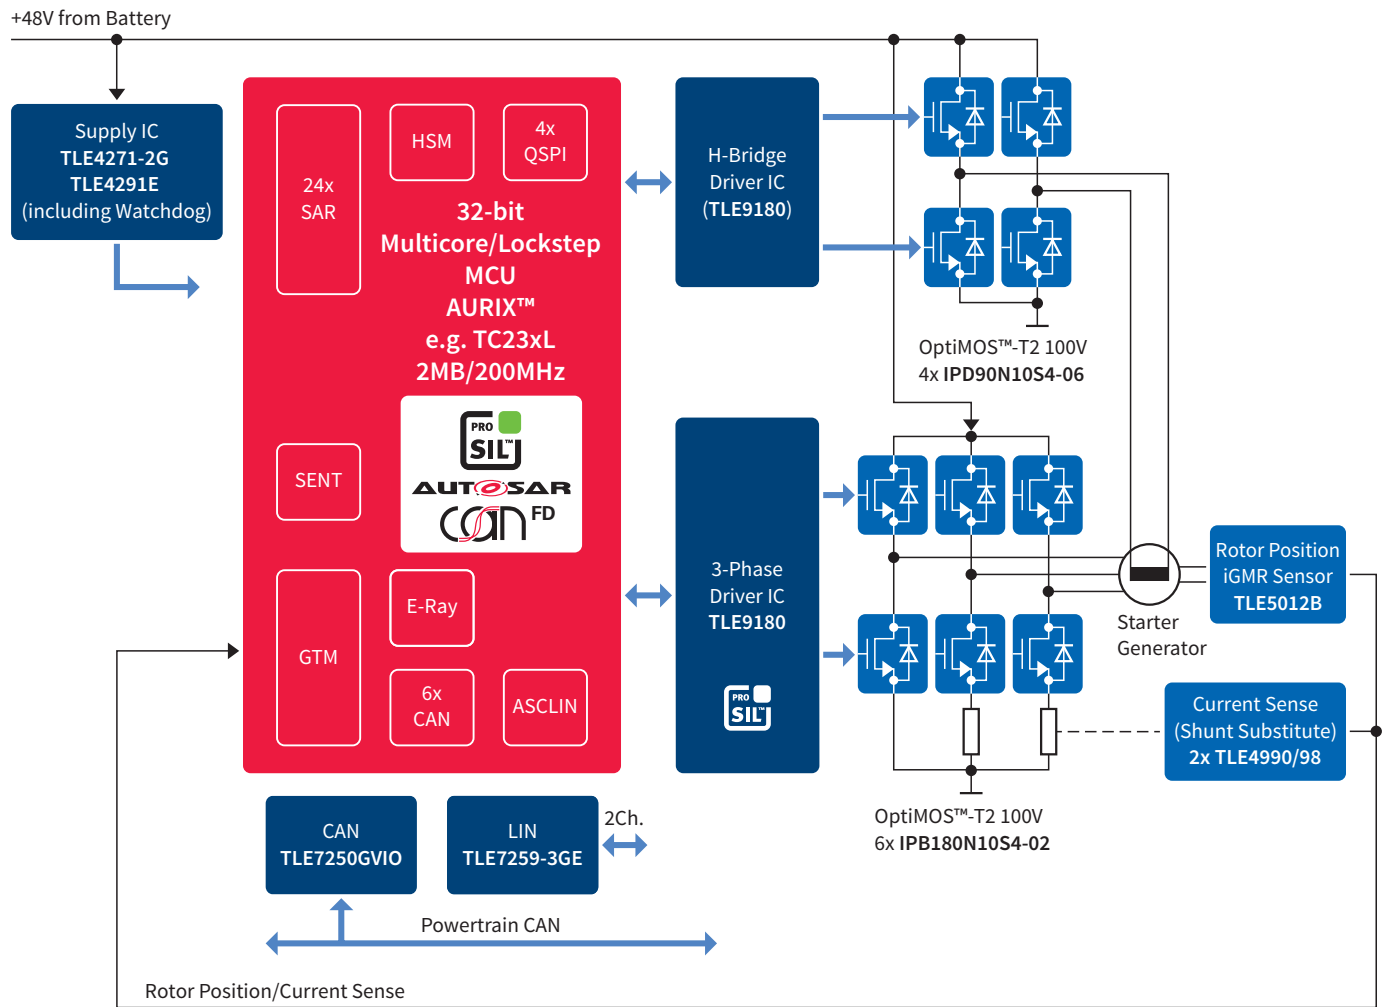 +48V from Battery
Supply IC
TLE4271-2G
TLE4291E
(including Watchdog)
24x
SAR
HSM
4x
QSPI
32-bit
Multicore/Lockstep
MCU
AURIX™
e.g. TC23xL
2MB/200MHz
PRO
SIL™
AUTOSAR
CAN FD
SENT
GTM
E-Ray
6x
CAN
ASCLIN
H-Bridge
Driver IC
(TLE9180)
OptiMOS™-T2 100V
4x IPD90N10S4-06
3-Phase
Driver IC
TLE9180
PRO
SIL™
Starter
Generator
Rotor Position
iGMR Sensor
TLE5012B
Current Sense
(Shunt Substitute)
2x TLE4990/98
OptiMOS™-T2 100V
6x IPB180N10S4-02
CAN
TLE7250GVIO
LIN
TLE7259-3GE
2Ch.
Powertrain CAN
Rotor Position/Current Sense